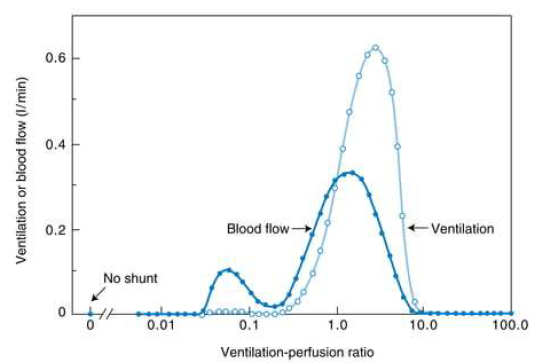 Ventilation or blood flow (l/min)
0.6
0.4
0.2
0
No shunt
Blood flow
Ventilation
0
0.01
0.1
1.0
10.0
100.0
Ventilation-perfusion ratio